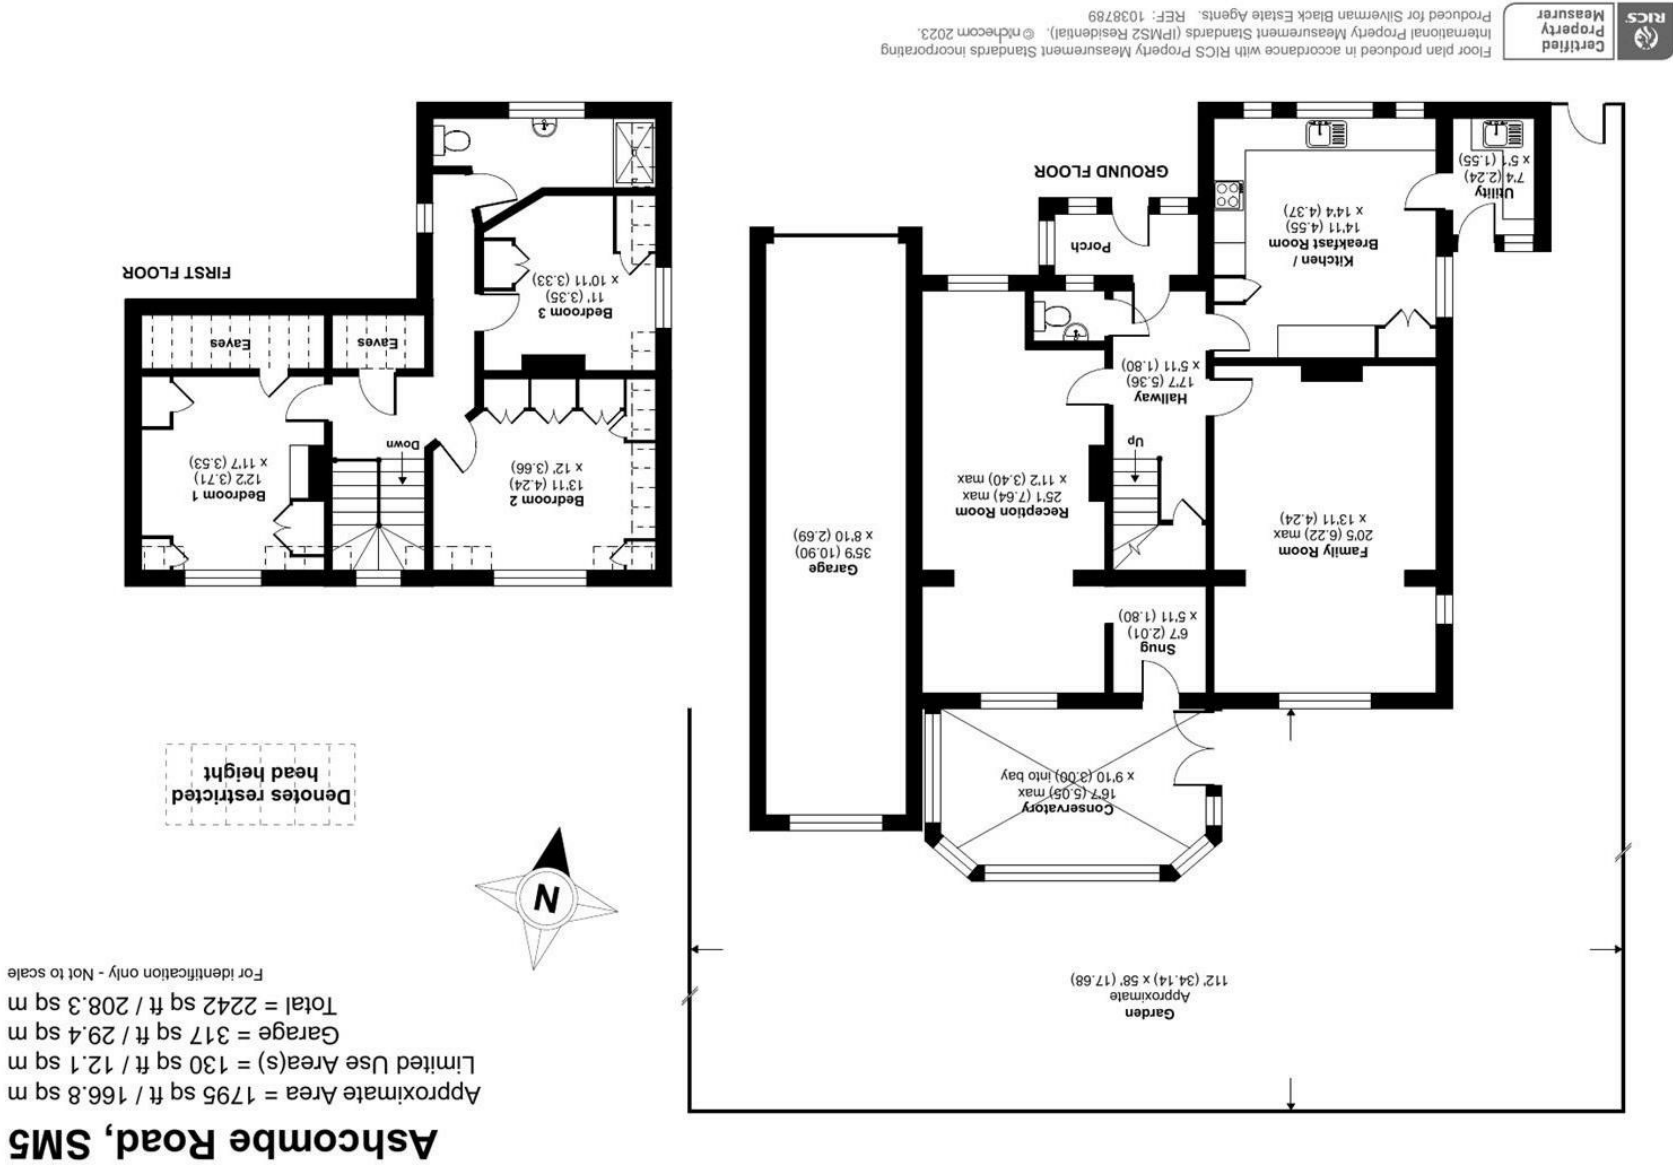 Ashcombe Road, SM5
Approximate Area = 1795 sq ft / 166.8 sq m
Limited Use Area(s) = 130 sq ft / 12.1 sq m
Garage = 317 sq ft / 29.4 sq m
Total = 2242 sq ft / 208.3 sq m
For identification only - Not to scale
N
Denotes restricted
head height
Garden
Approximate
112' (34.14) x 58' (17.68)
Conservatory
16'7 (5.05) max
x 9'10 (3.00) into bay
Family Room
20'5 (6.22) max
x 13'11 (4.24)
Snug
6'7 (2.01)
x 5'11 (1.80)
Reception Room
25'1 (7.64) max
x 11'2 (3.40) max
Garage
35'9 (10.90)
x 8'10 (2.69)
Up
Hallway
17'7 (5.36)
x 5'11 (1.80)
Kitchen /
Breakfast Room
14'11 (4.55)
x 14'4 (4.37)
Utility
7'4 (2.24)
x 5'1 (1.55)
Porch
GROUND FLOOR
Bedroom 2
13'11 (4.24)
x 12' (3.66)
Down
Bedroom 1
12'2 (3.71)
x 11'7 (3.53)
Eaves
Eaves
Bedroom 3
11' (3.35)
x 10'11 (3.33)
FIRST FLOOR
RICS
Certified
Property
Measurer
Floor plan produced in accordance with RICS Property Measurement Standards incorporating
International Property Measurement Standards (IPMS2 Residential). © nichecom 2023.
Produced for Silverman Black Estate Agents. REF: 1038789